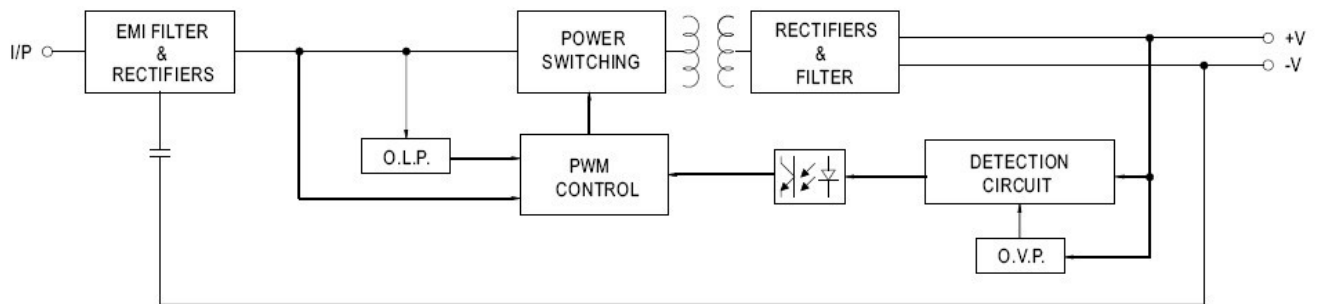 I/P
EMI FILTER
&
RECTIFIERS
POWER
SWITCHING
RECTIFIERS
&
FILTER
+V
-V
O.L.P.
PWM
CONTROL
DETECTION
CIRCUIT
O.V.P.